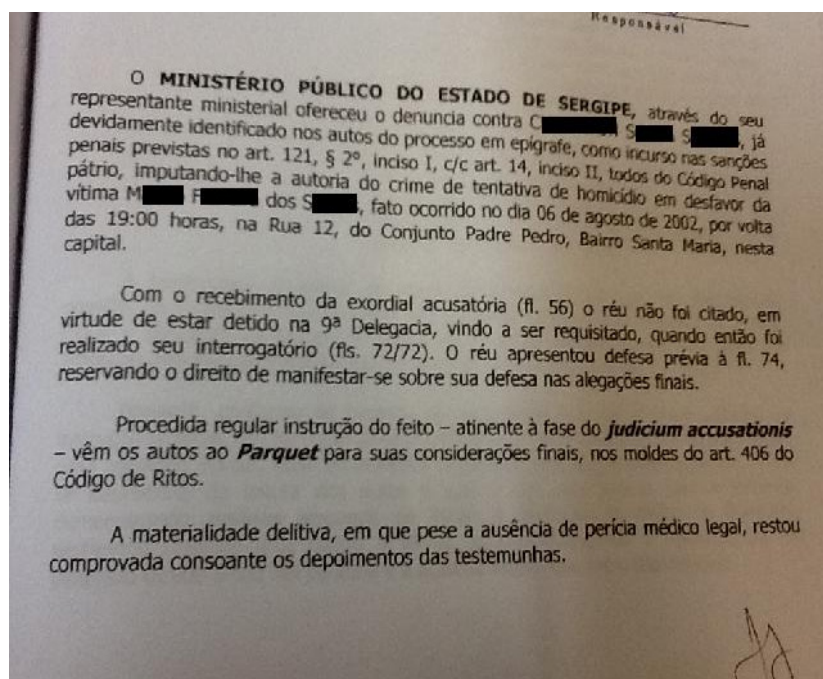 Responsável
O MINISTÉRIO PÚBLICO DO ESTADO DE SERGIPE, através do seu
representante ministerial ofereceu o denuncia contra C S S, já
devidamente identificado nos autos do processo em epígrafe, como incurso nas sanções
penais previstas no art. 121, § 2º, inciso I, c/c art. 14, inciso II, todos do Código Penal
pátrio, imputando-lhe a autoria do crime de tentativa de homicídio em desfavor da
vítima M F dos S, fato ocorrido no dia 06 de agosto de 2002, por volta
das 19:00 horas, na Rua 12, do Conjunto Padre Pedro, Bairro Santa Maria, nesta
capital.
Com o recebimento da exordial acusatória (fl. 56) o réu não foi citado, em
virtude de estar detido na 9ª Delegacia, vindo a ser requisitado, quando então foi
realizado seu interrogatório (fls. 72/72). O réu apresentou defesa prévia à fl. 74,
reservando o direito de manifestar-se sobre sua defesa nas alegações finais.
Procedida regular instrução do feito – atinente à fase do judicium accusationis
– vêm os autos ao Parquet para suas considerações finais, nos moldes do art. 406 do
Código de Ritos.
A materialidade delitiva, em que pese a ausência de perícia médico legal, restou
comprovada consoante os depoimentos das testemunhas.